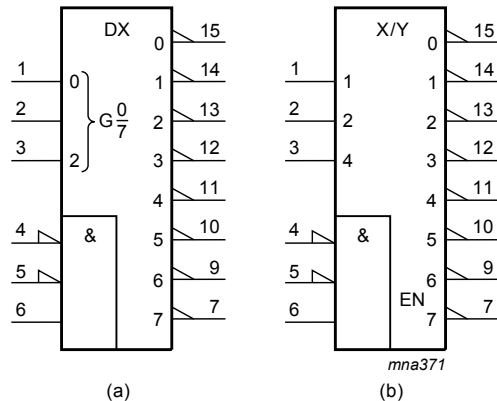 DX
0 15
1 0 1 14
2 G 0/7 2 13
3 2 3 12
4 11
4 & 5 10
5 6 9
6 7 7
(a)
X/Y
0 15
1 1 1 14
2 2 2 13
3 4 3 12
4 11
4 & 5 10
5 6 9
EN
6 7 7
mna371
(b)